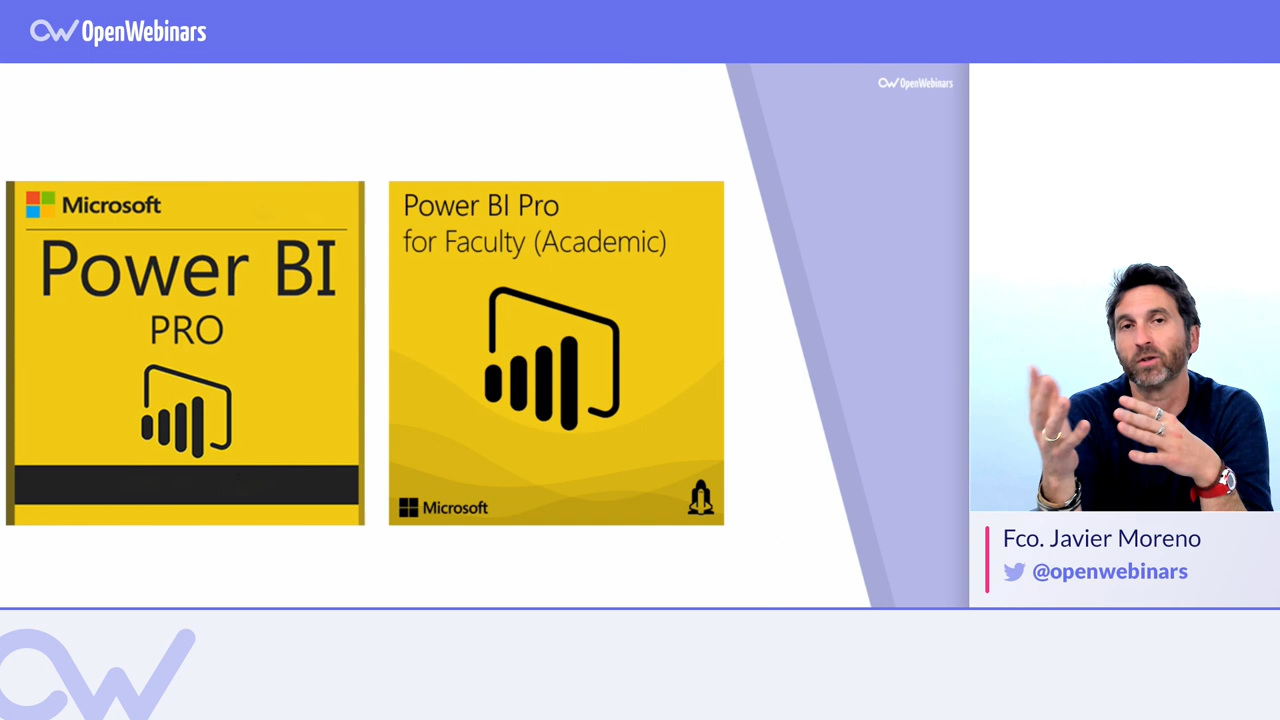 OpenWebinars
OpenWebinars
Microsoft
Power BI
PRO
Power BI Pro
for Faculty (Academic)
Microsoft
Fco. Javier Moreno
@openwebinars